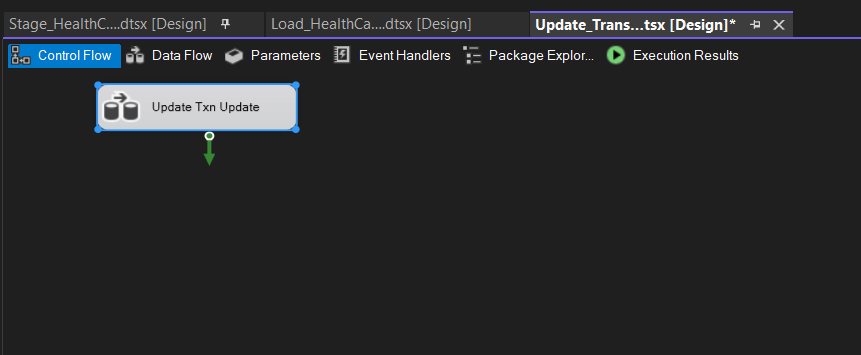 Stage_HealthC....dtsx [Design] Load_HealthCa....dtsx [Design] Update_Trans...tsx [Design]*
Control Flow Data Flow Parameters Event Handlers Package Explor... Execution Results
Update Txn Update